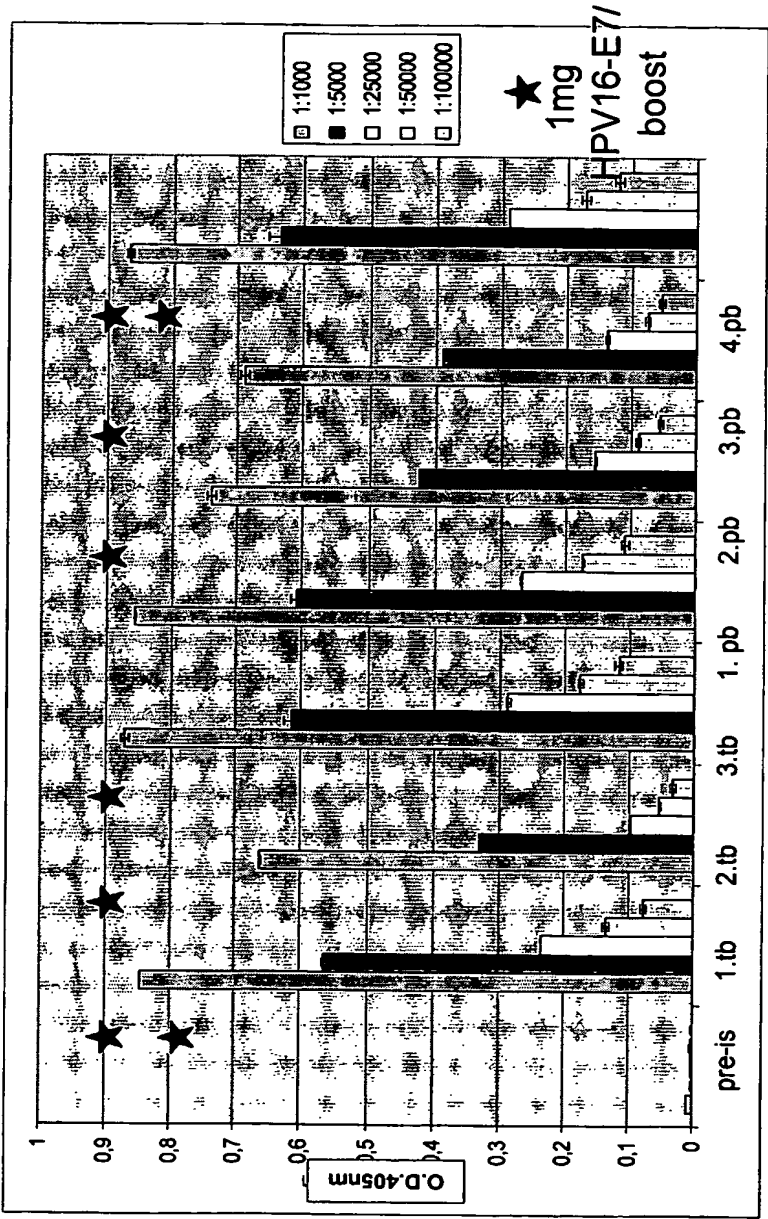 1
0,9
0,8
0,7
0,6
0,5
0,4
0,3
0,2
0,1
0
O.D.405nm
pre-is
1.tb
2.tb
3.tb
1. pb
2.pb
3.pb
4.pb
1:1000
1:5000
1:25000
1:50000
1:100000
1mg
HPV16-E7/
boost